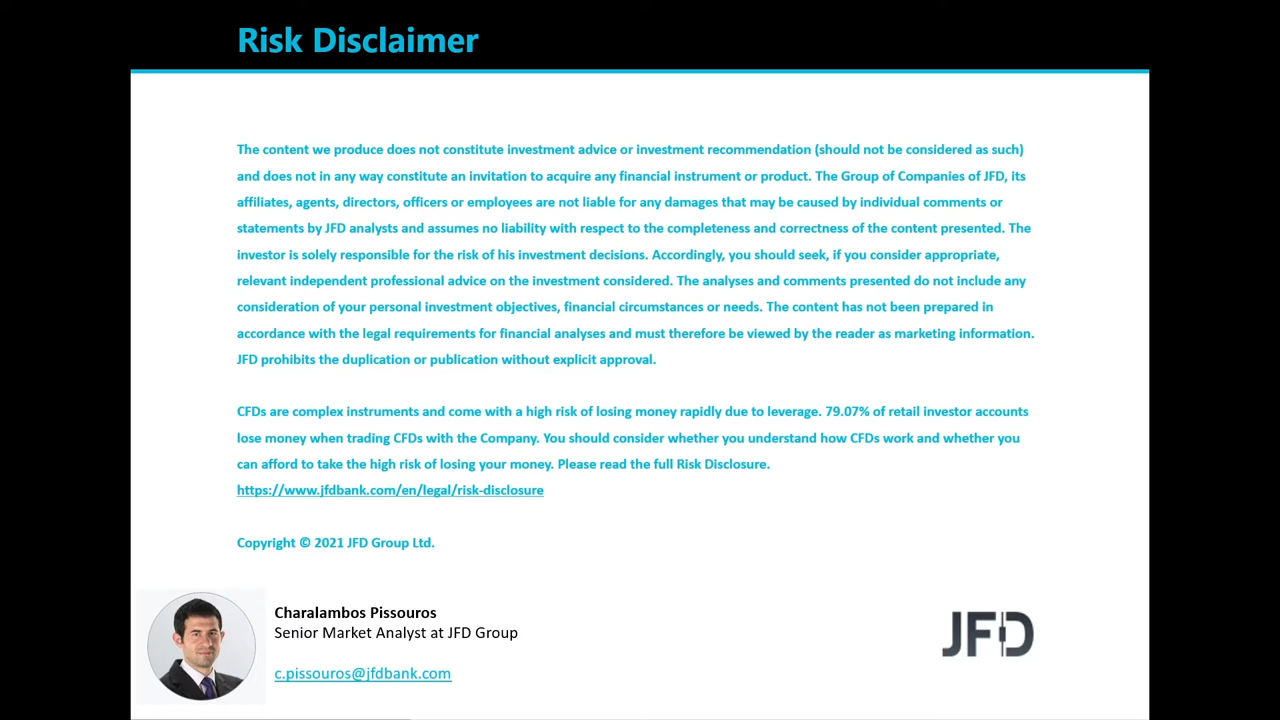 Risk Disclaimer
The content we produce does not constitute investment advice or investment recommendation (should not be considered as such)
and does not in any way constitute an invitation to acquire any financial instrument or product. The Group of Companies of JFD, its
affiliates, agents, directors, officers or employees are not liable for any damages that may be caused by individual comments or
statements by JFD analysts and assumes no liability with respect to the completeness and correctness of the content presented. The
investor is solely responsible for the risk of his investment decisions. Accordingly, you should seek, if you consider appropriate,
relevant independent professional advice on the investment considered. The analyses and comments presented do not include any
consideration of your personal investment objectives, financial circumstances or needs. The content has not been prepared in
accordance with the legal requirements for financial analyses and must therefore be viewed by the reader as marketing information.
JFD prohibits the duplication or publication without explicit approval.
CFDs are complex instruments and come with a high risk of losing money rapidly due to leverage. 79.07% of retail investor accounts
lose money when trading CFDs with the Company. You should consider whether you understand how CFDs work and whether you
can afford to take the high risk of losing your money. Please read the full Risk Disclosure.
https://www.jfdbank.com/en/legal/risk-disclosure
Copyright © 2021 JFD Group Ltd.
Charalambos Pissouros
Senior Market Analyst at JFD Group
c.pissouros@jfdbank.com
JFD